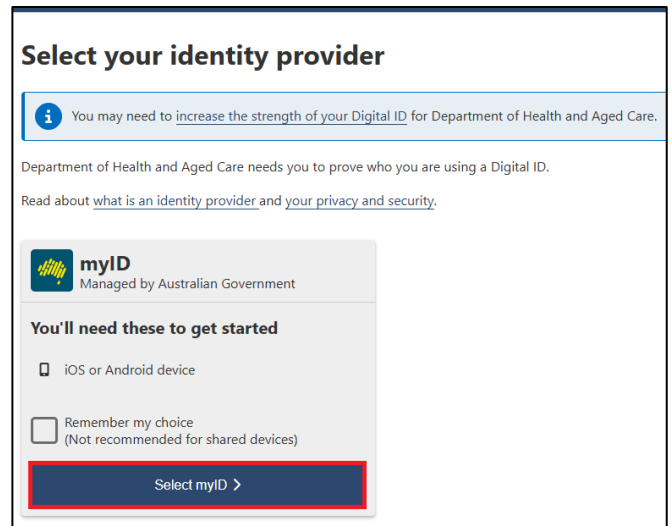 Select your identity provider
You may need to increase the strength of your Digital ID for Department of Health and Aged Care.
Department of Health and Aged Care needs you to prove who you are using a Digital ID.
Read about what is an identity provider and your privacy and security.
myID
Managed by Australian Government
You'll need these to get started
iOS or Android device
Remember my choice
(Not recommended for shared devices)
Select myID